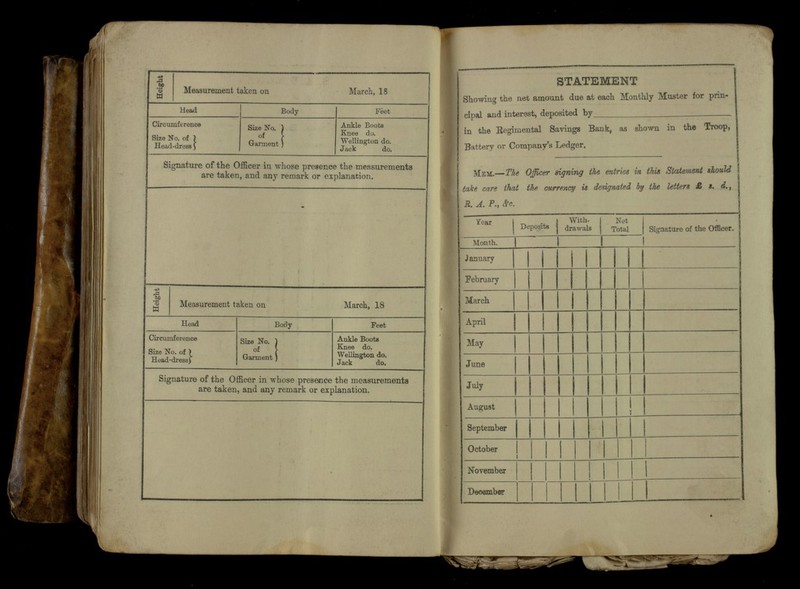 Height
Measurement taken on March, 18
Head Body Feet
Circumference
Size No. of }
Head-dress }
Size No. }
of }
Garment }
Ankle Boots
Knee do.
Wellington do.
Jack do.
Signature of the Officer in whose presence the measurements
are taken, and any remark or explanation.
Height
Measurement taken on March, 18
Head Body Feet
Circumference
Size No. of }
Head-dress }
Size No. }
of }
Garment }
Ankle Boots
Knee do.
Wellington do.
Jack do.
Signature of the Officer in whose presence the measurements
are taken, and any remark or explanation.
STATEMENT
Showing the net amount due at each Monthly Muster for prin-
cipal and interest, deposited by
in the Regimental Savings Bank, as shown in the Troop,
Battery or Company's Ledger.
MEM.—The Officer signing the entries in this Statement should
take care that the currency is designated by the letters £ s. d.,
R. A. P., &c.
Year Deposits With- Net Signature of the Officer.
drawals Total
Month.
January
February
March
April
May
June
July
August
September
October
November
December